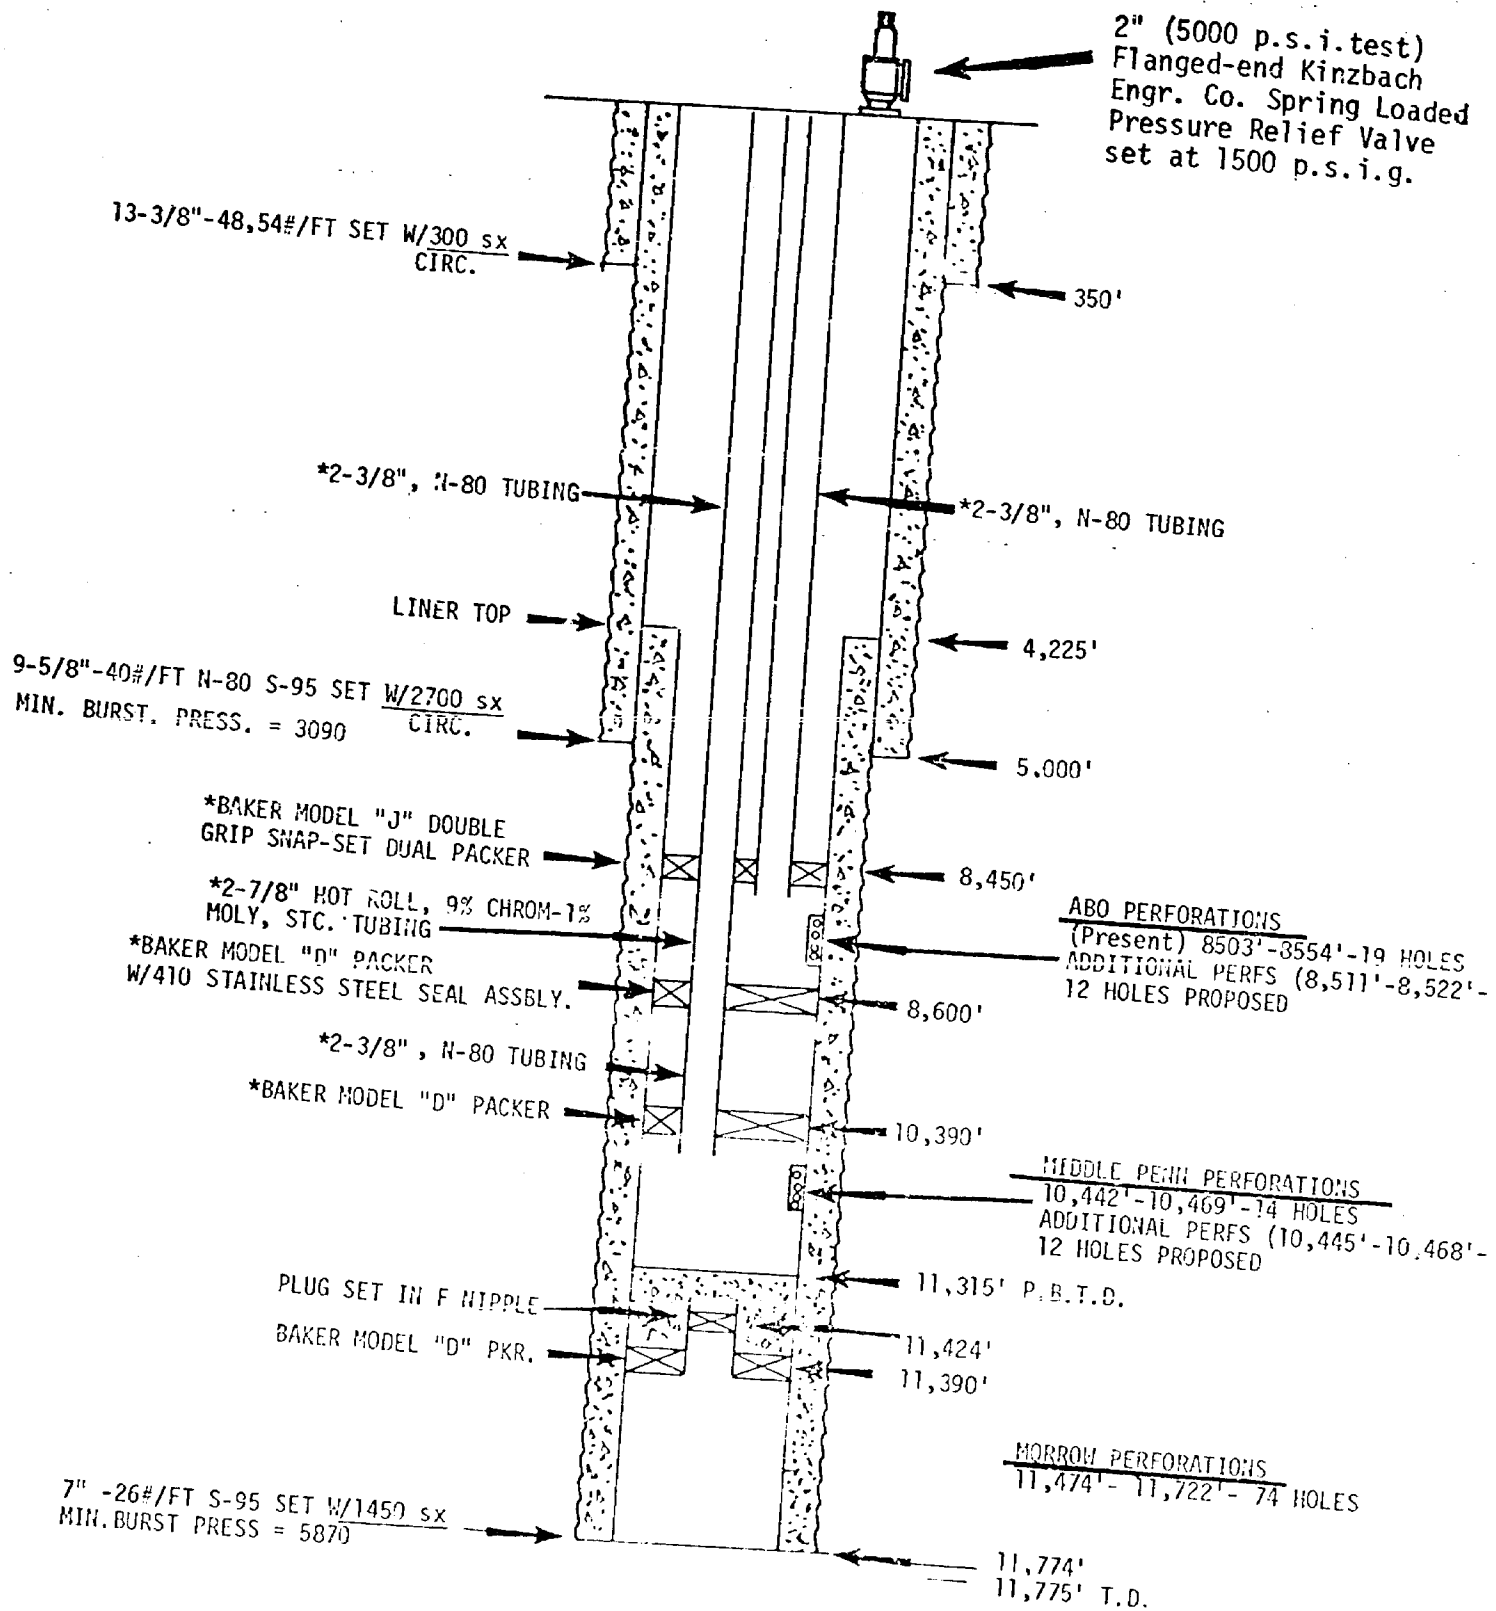 2" (5000 p.s.i.test)
Flanged-end Kinzbach
Engr. Co. Spring Loaded
Pressure Relief Valve
set at 1500 p.s.i.g.
13-3/8"-48,54#/FT SET W/300 sx
CIRC.
350'
*2-3/8", N-80 TUBING
*2-3/8", N-80 TUBING
LINER TOP
4,225'
9-5/8"-40#/FT N-80 S-95 SET W/2700 sx
CIRC.
MIN. BURST. PRESS. = 3090
5.000'
*BAKER MODEL "J" DOUBLE
GRIP SNAP-SET DUAL PACKER
8,450'
*2-7/8" HOT ROLL, 9% CHROM-1%
MOLY, STC. TUBING
ABO PERFORATIONS
(Present) 8503'-8554'-19 HOLES
ADDITIONAL PERFS (8,511'-8,522'-
12 HOLES PROPOSED
*BAKER MODEL "D" PACKER
W/410 STAINLESS STEEL SEAL ASSBLY.
8,600'
*2-3/8" , N-80 TUBING
*BAKER MODEL "D" PACKER
10,390'
MIDDLE PENN PERFORATIONS
10,442'-10,469'-14 HOLES
ADDITIONAL PERFS (10,445'-10,468'-
12 HOLES PROPOSED
11,315' P.B.T.D.
PLUG SET IN F NIPPLE
11,424'
BAKER MODEL "D" PKR.
11,390'
MORROW PERFORATIONS
11,474'- 11,722'- 74 HOLES
7" -26#/FT S-95 SET W/1450 sx
MIN.BURST PRESS = 5870
11,774'
11,775' T.D.